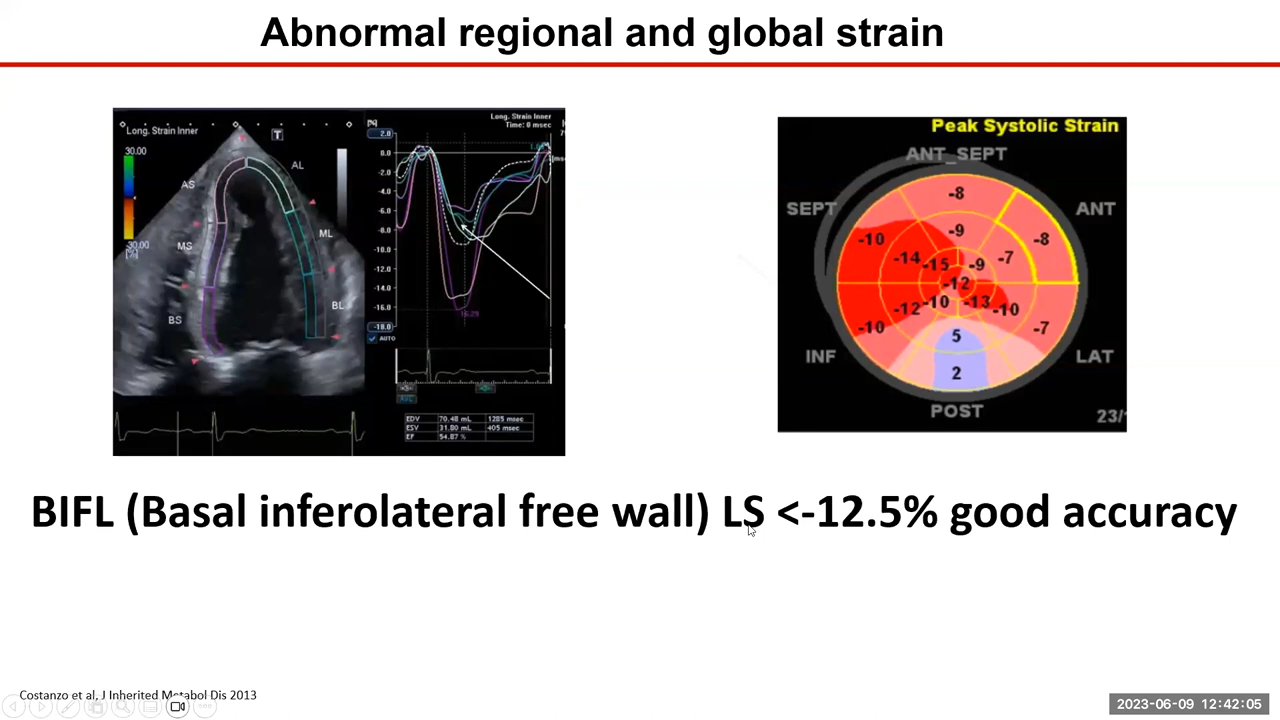 Abnormal regional and global strain
Long. Strain Inner
T
30.00
-30.00
[%]
AS
AL
MS
ML
BS
BL
[%]
Long. Strain Inner
Time: 0 msec
2.0
0.0
-2.0
-4.0
-6.0
-8.0
-10.0
-12.0
-14.0
-16.0
-18.0
AUTO
AVC
EDV 70.48 mL 1285 msec
ESV 31.80 mL 405 msec
EF 54.87 %
Peak Systolic Strain
ANT_SEPT
SEPT
ANT
-8
-10
-9
-8
-14
-15
-9
-7
-12
-12
-10
-13
-10
-10
-7
5
2
INF
LAT
POST
23/
BIFL (Basal inferolateral free wall) LS <-12.5% good accuracy
Costanzo et al, J Inherited Metabol Dis 2013
2023-06-09 12:42:05